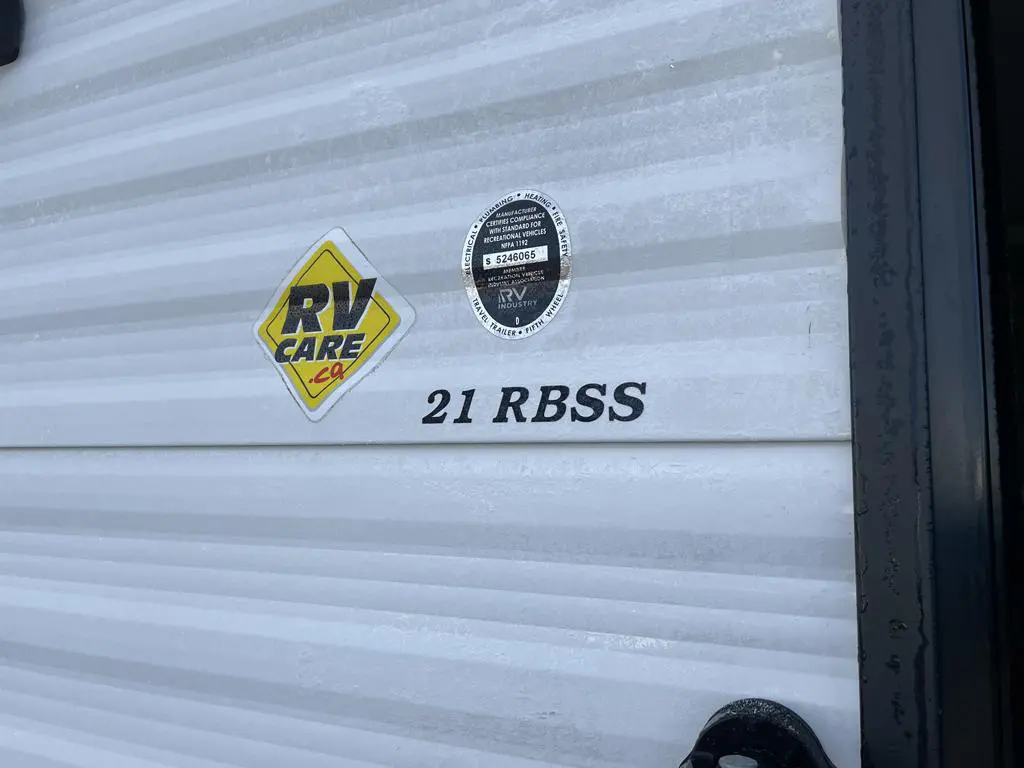 RV
CARE
.ca
ELECTRICAL • PLUMBING • HEATING • FIRE SAFETY
MANUFACTURER
CERTIFIES COMPLIANCE
WITH STANDARD FOR
RECREATIONAL VEHICLES
NFPA 1192
S 5246065
MEMBER
RECREATION VEHICLE
INDUSTRY ASSOCIATION
RV
INDUSTRY
0
TRAVEL TRAILER • FIFTH WHEEL
21 RBSS